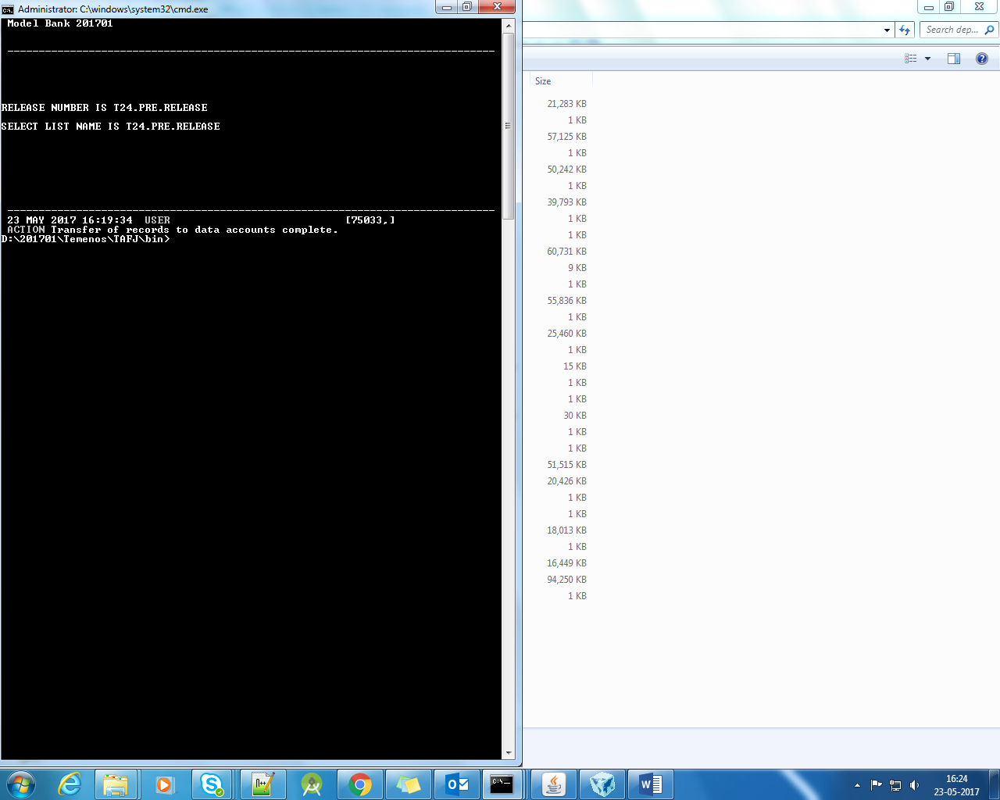 Administrator: C:\windows\system32\cmd.exe
Model Bank 201701
RELEASE NUMBER IS T24.PRE.RELEASE
SELECT LIST NAME IS T24.PRE.RELEASE
23 MAY 2017 16:19:34 USER [75033,]
ACTION Transfer of records to data accounts complete.
D:\201701\Temenos\TAFJ\bin>
Search dep...
Size
21,283 KB
1 KB
57,125 KB
1 KB
50,242 KB
1 KB
39,793 KB
1 KB
1 KB
60,731 KB
9 KB
1 KB
55,836 KB
1 KB
25,460 KB
1 KB
15 KB
1 KB
1 KB
30 KB
1 KB
1 KB
51,515 KB
20,426 KB
1 KB
1 KB
18,013 KB
1 KB
16,449 KB
94,250 KB
1 KB
16:24
23-05-2017